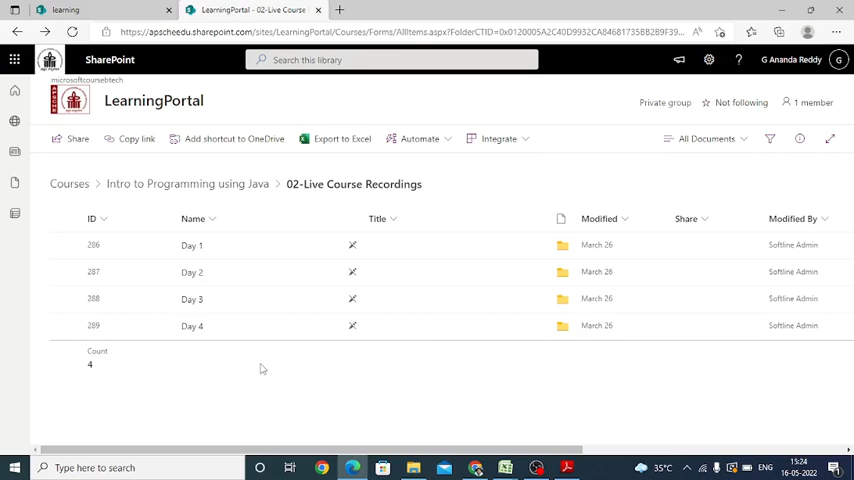 learning
LearningPortal - 02-Live Course
https://apscheedu.sharepoint.com/sites/LearningPortal/Courses/Forms/AllItems.aspx?FolderCTID=0x0120005A2C40D9932CA84681735BB2B9F39...
SharePoint
Search this library
G Ananda Reddy
G
microsoftcoursebtech
LearningPortal
Private group
Not following
1 member
Share
Copy link
Add shortcut to OneDrive
Export to Excel
Automate
Integrate
All Documents
Courses > Intro to Programming using Java > 02-Live Course Recordings
ID Name Title Modified Share Modified By
286 Day 1 March 26 Softline Admin
287 Day 2 March 26 Softline Admin
288 Day 3 March 26 Softline Admin
289 Day 4 March 26 Softline Admin
Count
4
Type here to search
35°C
ENG
15:24
16-05-2022